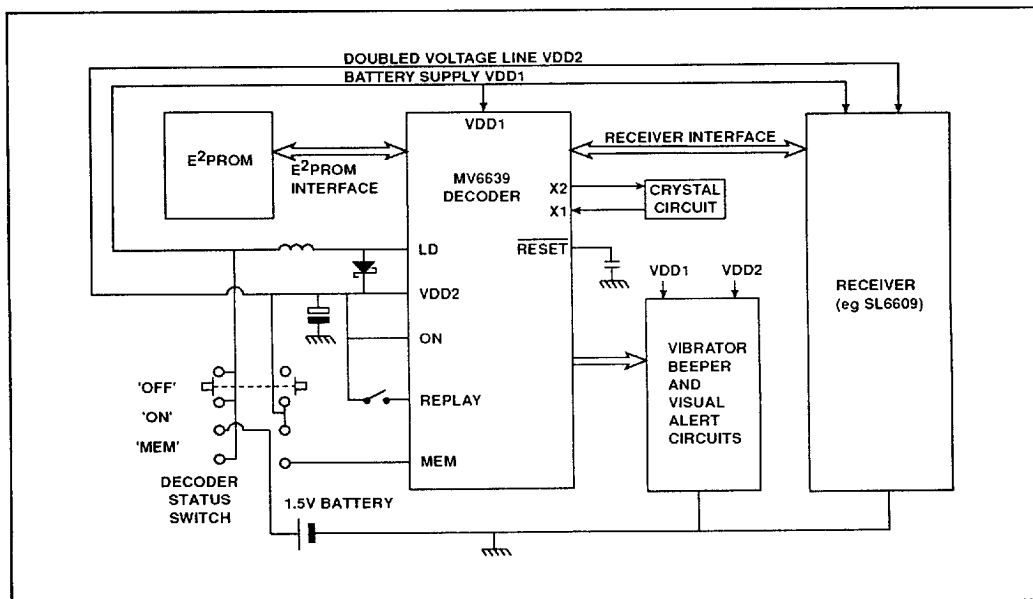 DOUBLED VOLTAGE LINE VDD2
BATTERY SUPPLY VDD1
VDD1
E²PROM
E²PROM
INTERFACE
MV6639
DECODER
RECEIVER INTERFACE
X2
X1
CRYSTAL
CIRCUIT
RESET
LD
VDD2
ON
REPLAY
MEM
VDD1
VDD2
VIBRATOR
BEEPER
AND
VISUAL
ALERT
CIRCUITS
RECEIVER
(eg SL6609)
'OFF'
'ON'
'MEM'
DECODER
STATUS
SWITCH
1.5V BATTERY